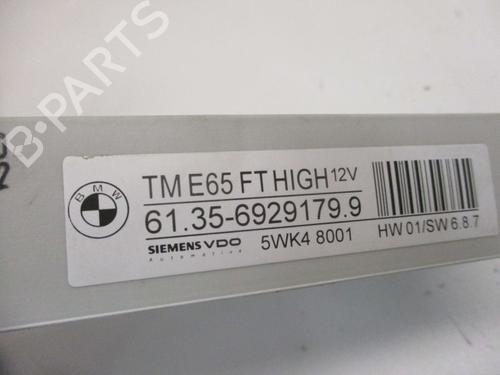 B-PARTS
BMW
TM E65 FT HIGH 12V
61.35-6929179.9
SIEMENS VDO
Automotive
5WK4 8001
HW 01/SW 6.8.7